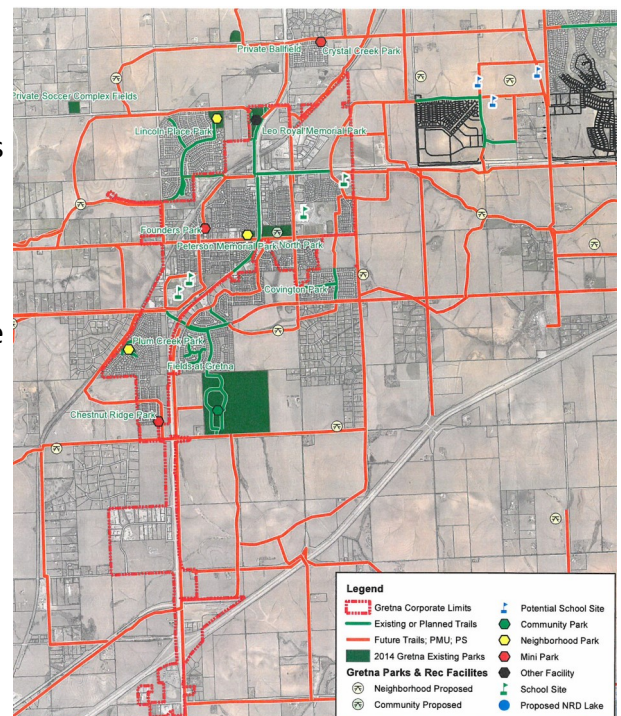 s
e
Private Ballfield
Crystal Creek Park
Private Soccer Complex Fields
Lincoln Place Park
Leo Royal Memorial Park
Founders Park
Peterson Memorial Park
North Park
Covington Park
Plum Creek Park
Fields at Gretna
Chestnut Ridge Park
Legend
Gretna Corporate Limits
Existing or Planned Trails
Future Trails; PMU; PS
2014 Gretna Existing Parks
Gretna Parks & Rec Facilites
Neighborhood Proposed
Community Proposed
Potential School Site
Community Park
Neighborhood Park
Mini Park
Other Facility
School Site
Proposed NRD Lake